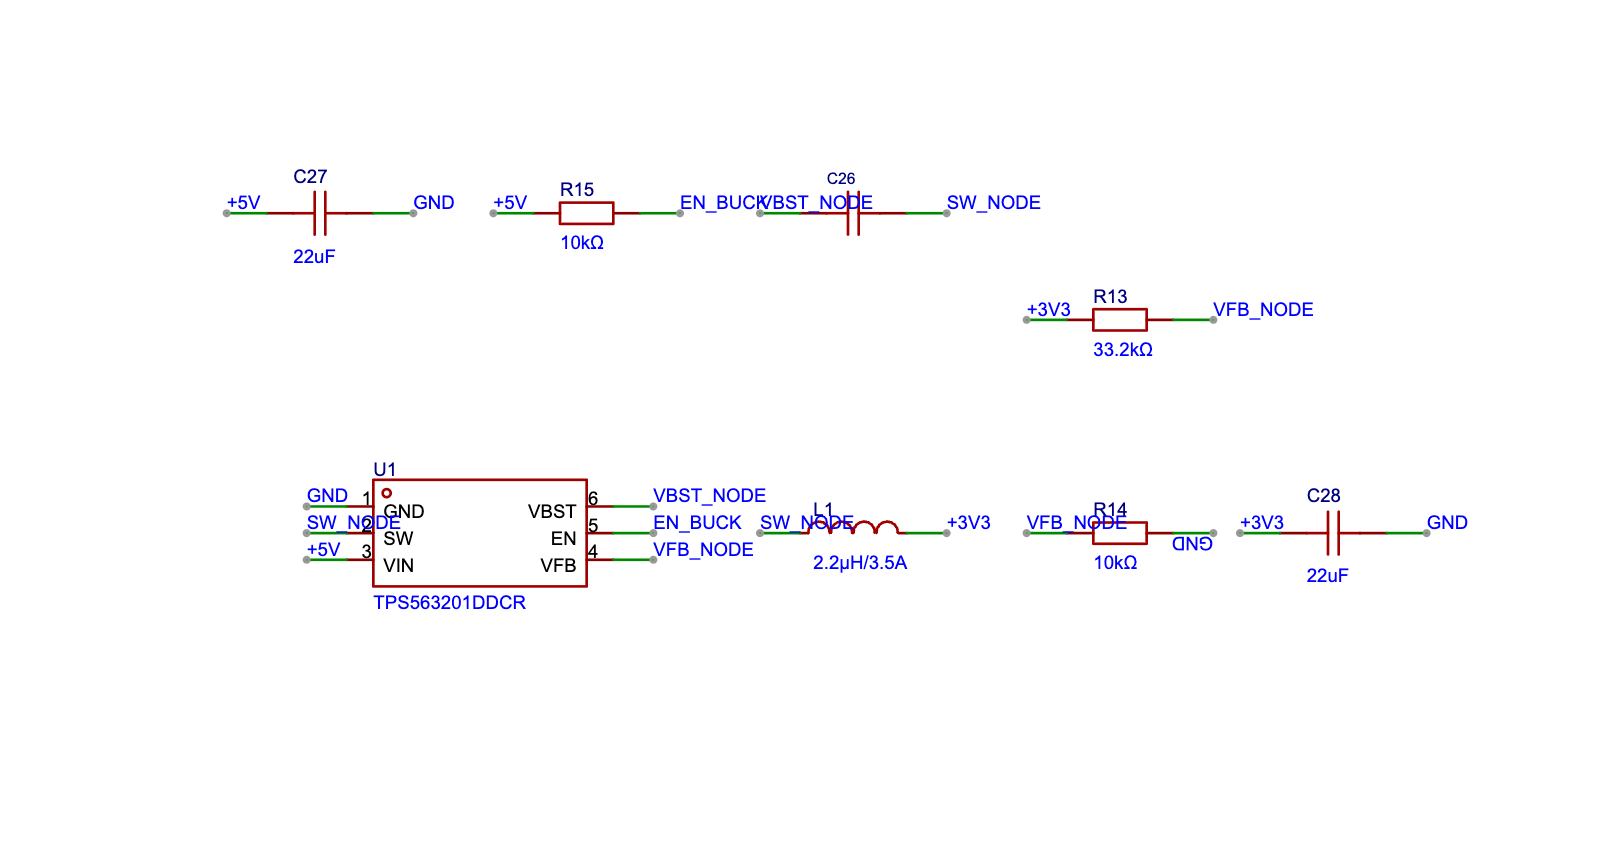 C27
+5V
GND
22uF
R15
+5V
EN_BUCK
10kΩ
C26
VBST_NODE
SW_NODE
R13
+3V3
VFB_NODE
33.2kΩ
U1
GND
1
GND
SW_NODE
2
SW
+5V
3
VIN
VBST
6
VBST_NODE
EN
5
EN_BUCK
VFB
4
VFB_NODE
TPS563201DDCR
L1
SW_NODE
+3V3
2.2µH/3.5A
R14
VFB_NODE
GND
10kΩ
C28
+3V3
GND
22uF